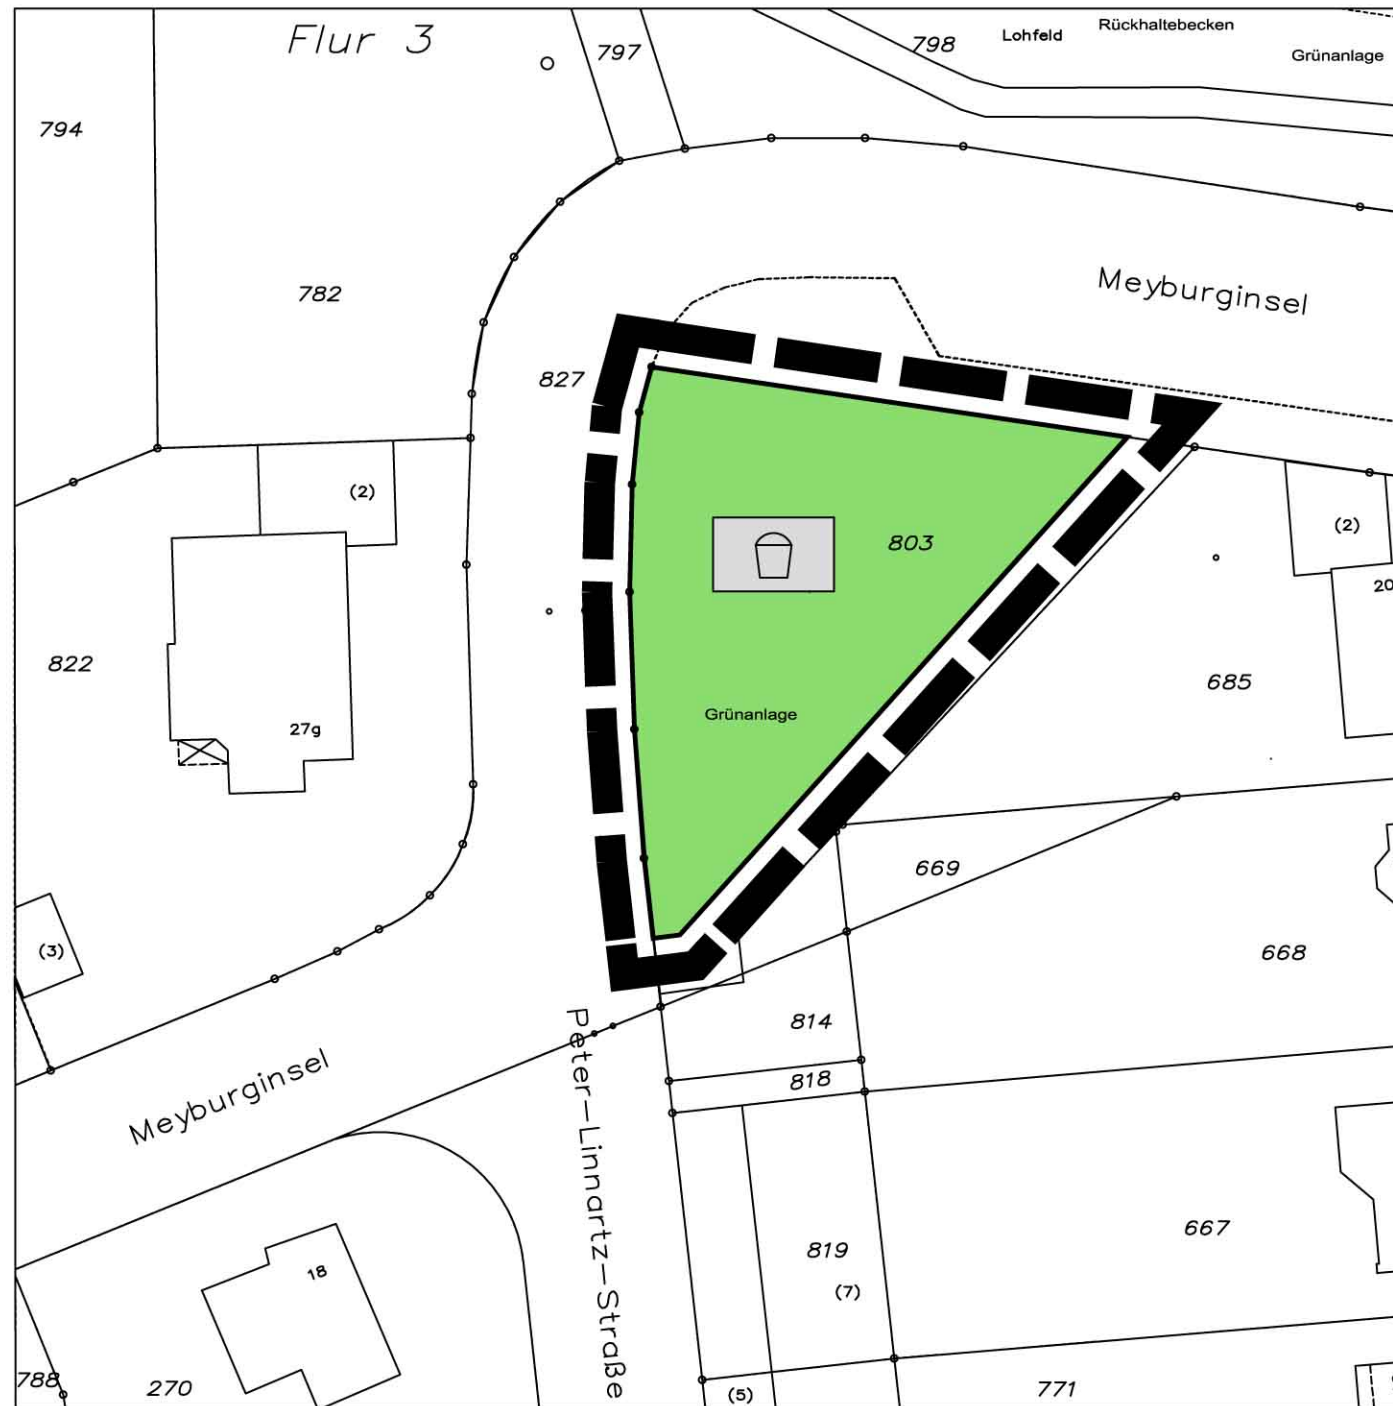 Flur 3
797
798
Lohfeld
Rückhaltebecken
Grünanlage
794
782
Meyburginsel
827
(2)
803
(2)
20
822
685
27g
Grünanlage
669
(3)
668
814
818
Meyburginsel
Peter-Linnartz-Straße
667
819
18
(7)
788
270
(5)
771